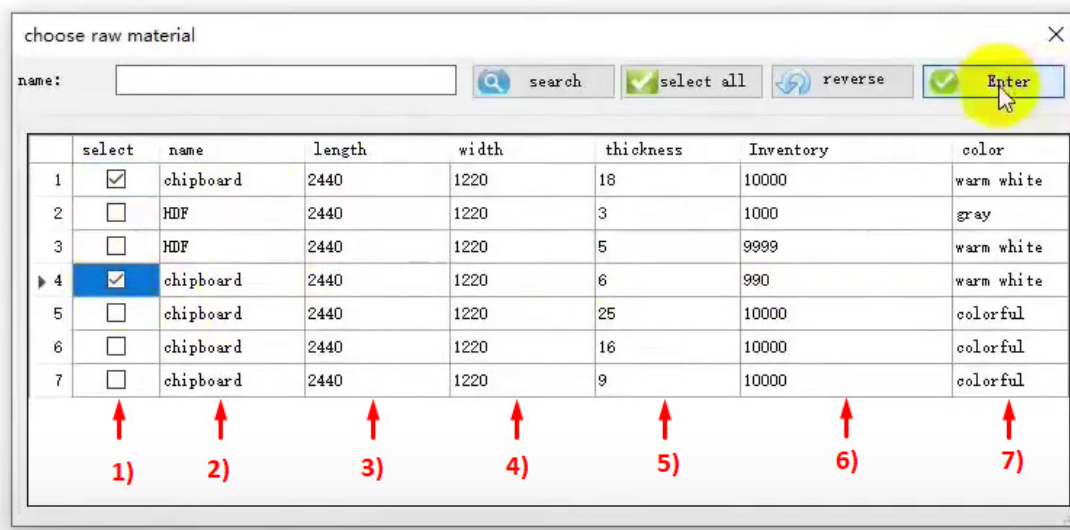 choose raw material
name: search select all reverse Enter
select name length width thickness Inventory color
1 chipboard 2440 1220 18 10000 warm white
2 HDF 2440 1220 3 1000 gray
3 HDF 2440 1220 5 9999 warm white
4 chipboard 2440 1220 6 990 warm white
5 chipboard 2440 1220 25 10000 colorful
6 chipboard 2440 1220 16 10000 colorful
7 chipboard 2440 1220 9 10000 colorful
1) 2) 3) 4) 5) 6) 7)